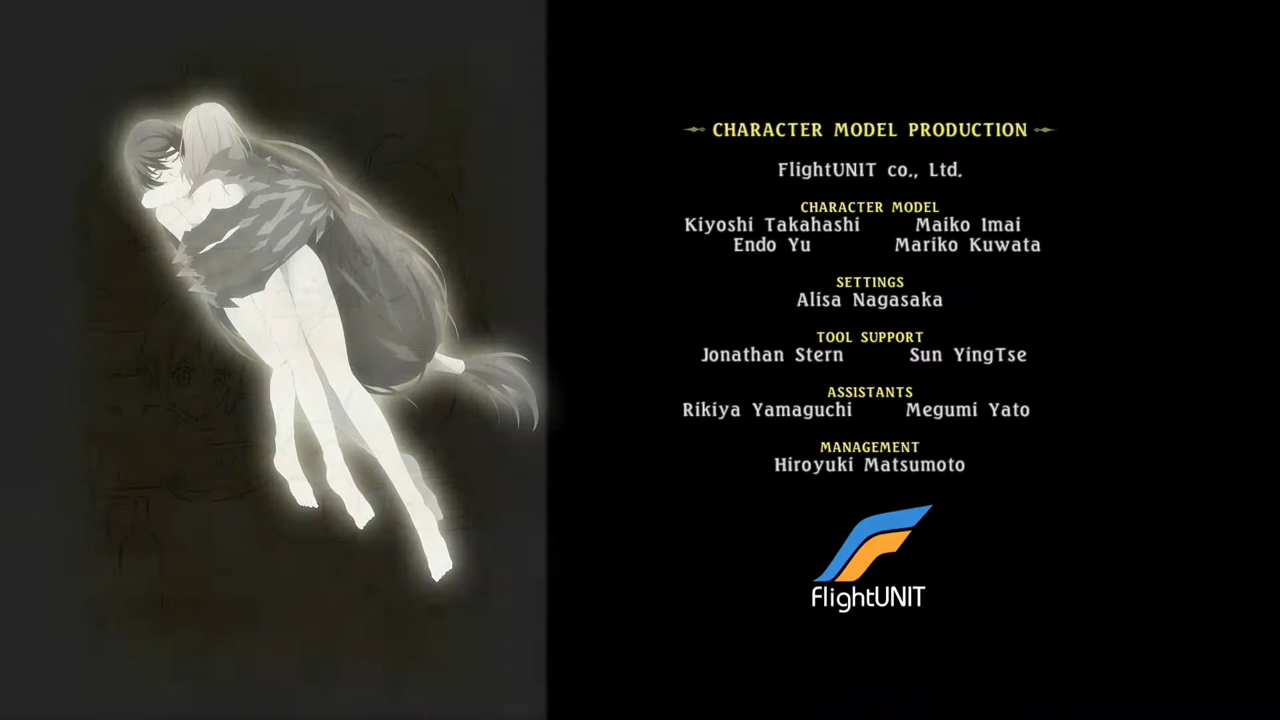 CHARACTER MODEL PRODUCTION
FlightUNIT co., Ltd.
CHARACTER MODEL
Kiyoshi Takahashi Maiko Imai
Endo Yu Mariko Kuwata
SETTINGS
Alisa Nagasaka
TOOL SUPPORT
Jonathan Stern Sun YingTse
ASSISTANTS
Rikiya Yamaguchi Megumi Yato
MANAGEMENT
Hiroyuki Matsumoto
FlightUNIT